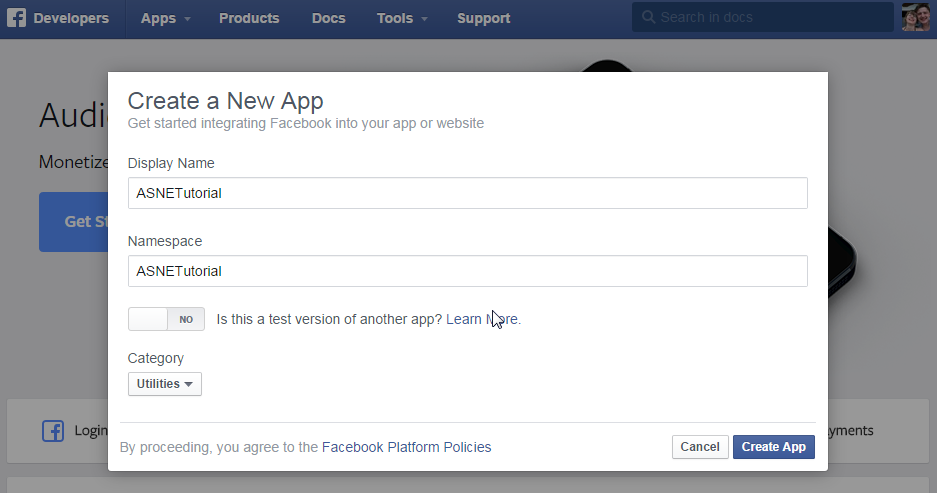 Developers Apps Products Docs Tools Support Search in docs
Create a New App
Get started integrating Facebook into your app or website
Audi
Monetize
Display Name
ASNETutorial
Get St
Namespace
ASNETutorial
NO Is this a test version of another app? Learn More.
Category
Utilities
Login
yments
By proceeding, you agree to the Facebook Platform Policies Cancel Create App